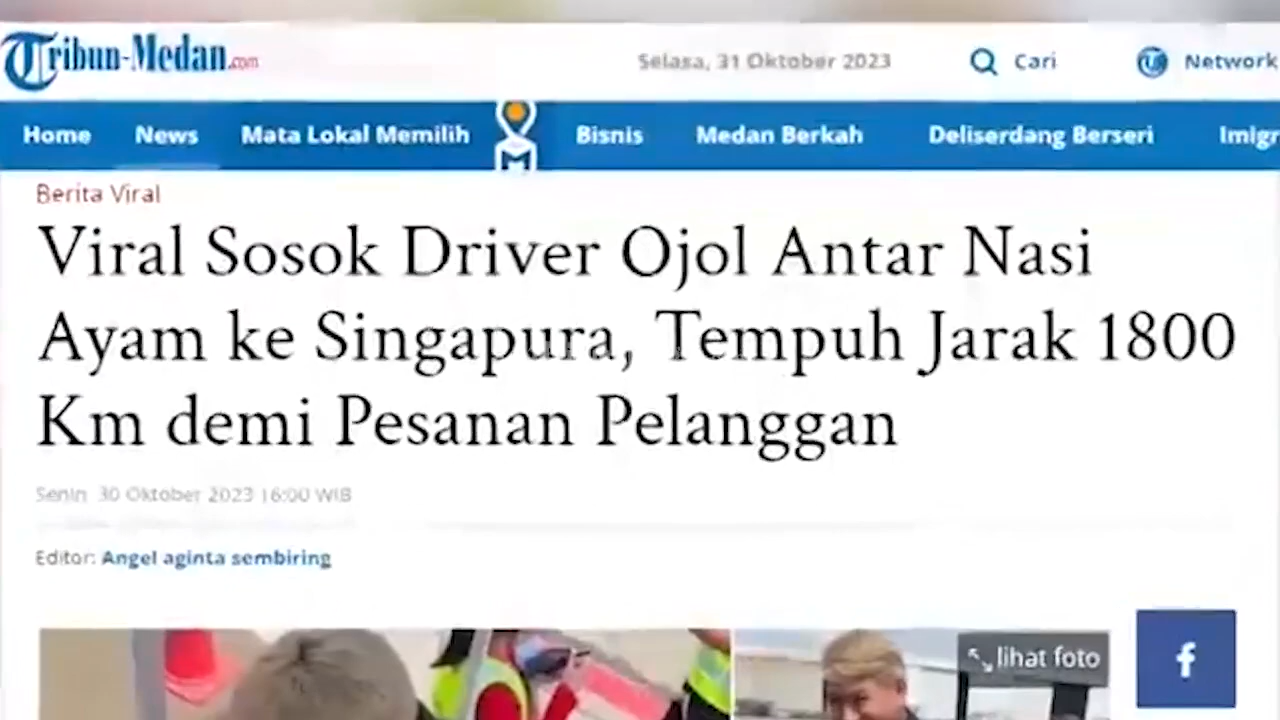 Tribun-Medan.com
Selasa, 31 Oktober 2023
Cari
Network
Home
News
Mata Lokal Memilih
M
Bisnis
Medan Berkah
Deliserdang Berseri
Imigr
Berita Viral
Viral Sosok Driver Ojol Antar Nasi
Ayam ke Singapura, Tempuh Jarak 1800
Km demi Pesanan Pelanggan
Senin, 30 Oktober 2023 16:00 WIB
Editor: Angel aginta sembiring
lihat foto
f